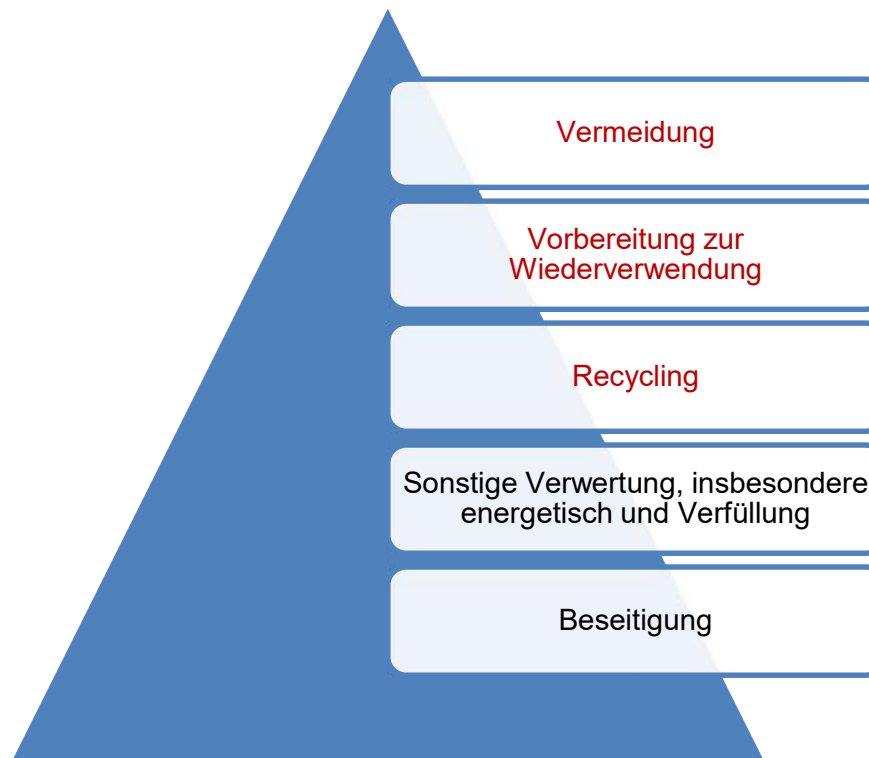 Vermeidung
Vorbereitung zur
Wiederverwendung
Recycling
Sonstige Verwertung, insbesondere
energetisch und Verfüllung
Beseitigung